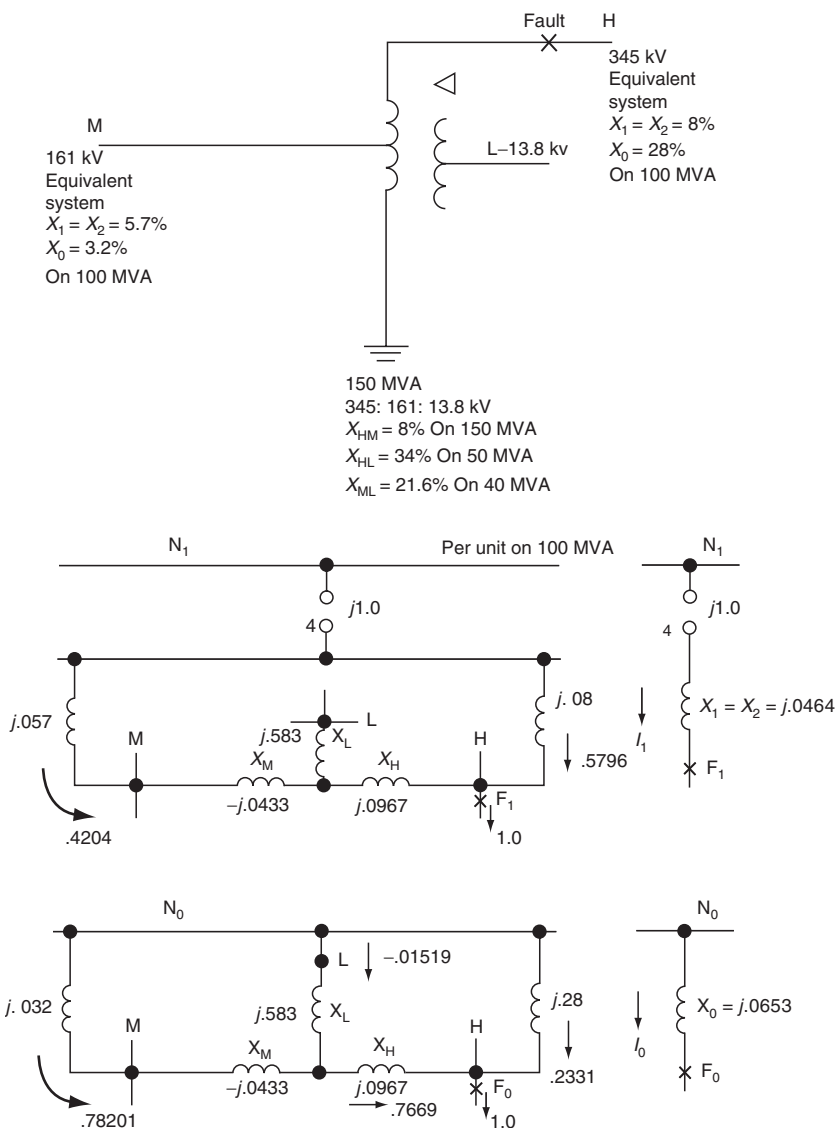 Fault
H
345 kV
Equivalent
system
X1 = X2 = 8%
X0 = 28%
On 100 MVA
M
161 kV
Equivalent
system
X1 = X2 = 5.7%
X0 = 3.2%
On 100 MVA
L–13.8 kv
150 MVA
345: 161: 13.8 kV
XHM = 8% On 150 MVA
XHL = 34% On 50 MVA
XML = 21.6% On 40 MVA
N1
Per unit on 100 MVA
N1
j1.0
4
j1.0
4
j.057
j.583
XL
L
j. 08
I1
X1 = X2 = j.0464
M
XM
XH
H
.5796
F1
–j.0433
j.0967
F1
.4204
1.0
N0
N0
L
–.01519
j. 032
j.583
XL
j.28
I0
X0 = j.0653
M
XM
XH
H
–j.0433
j.0967
F0
.2331
F0
.78201
.7669
1.0